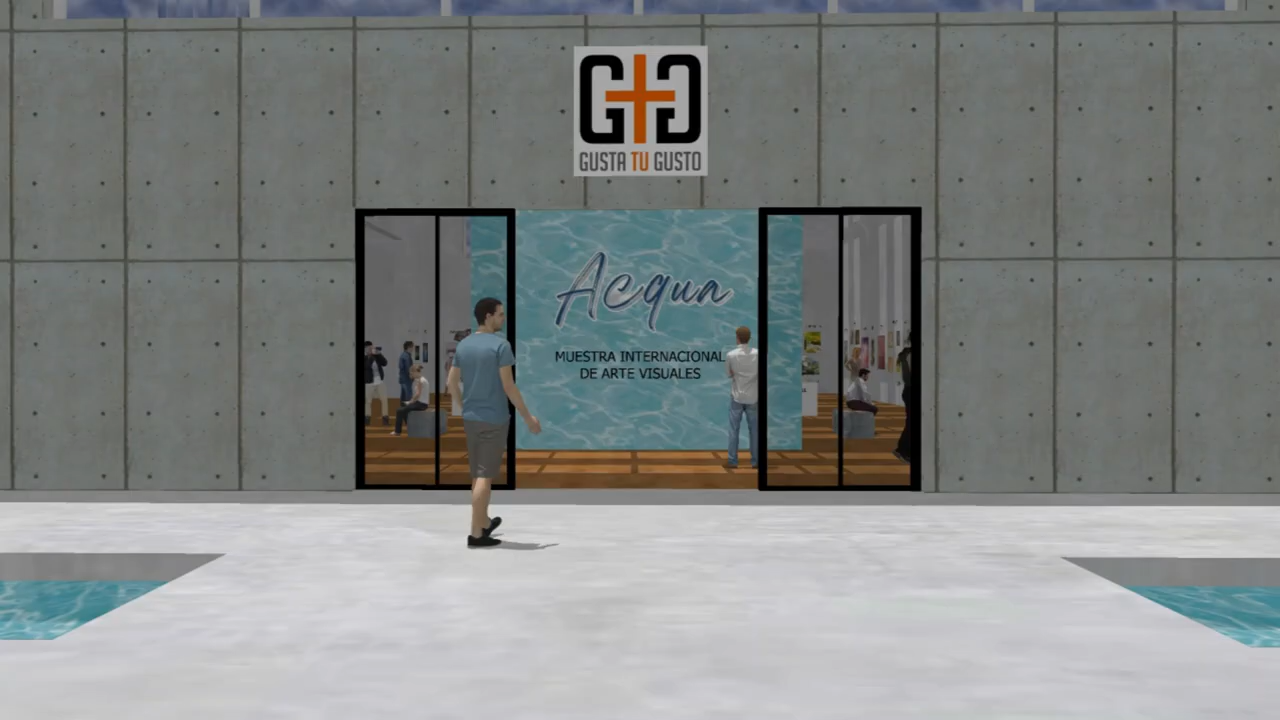 G+G
GUSTA TU GUSTO
Acqua
MUESTRA INTERNACIONAL
DE ARTE VISUALES